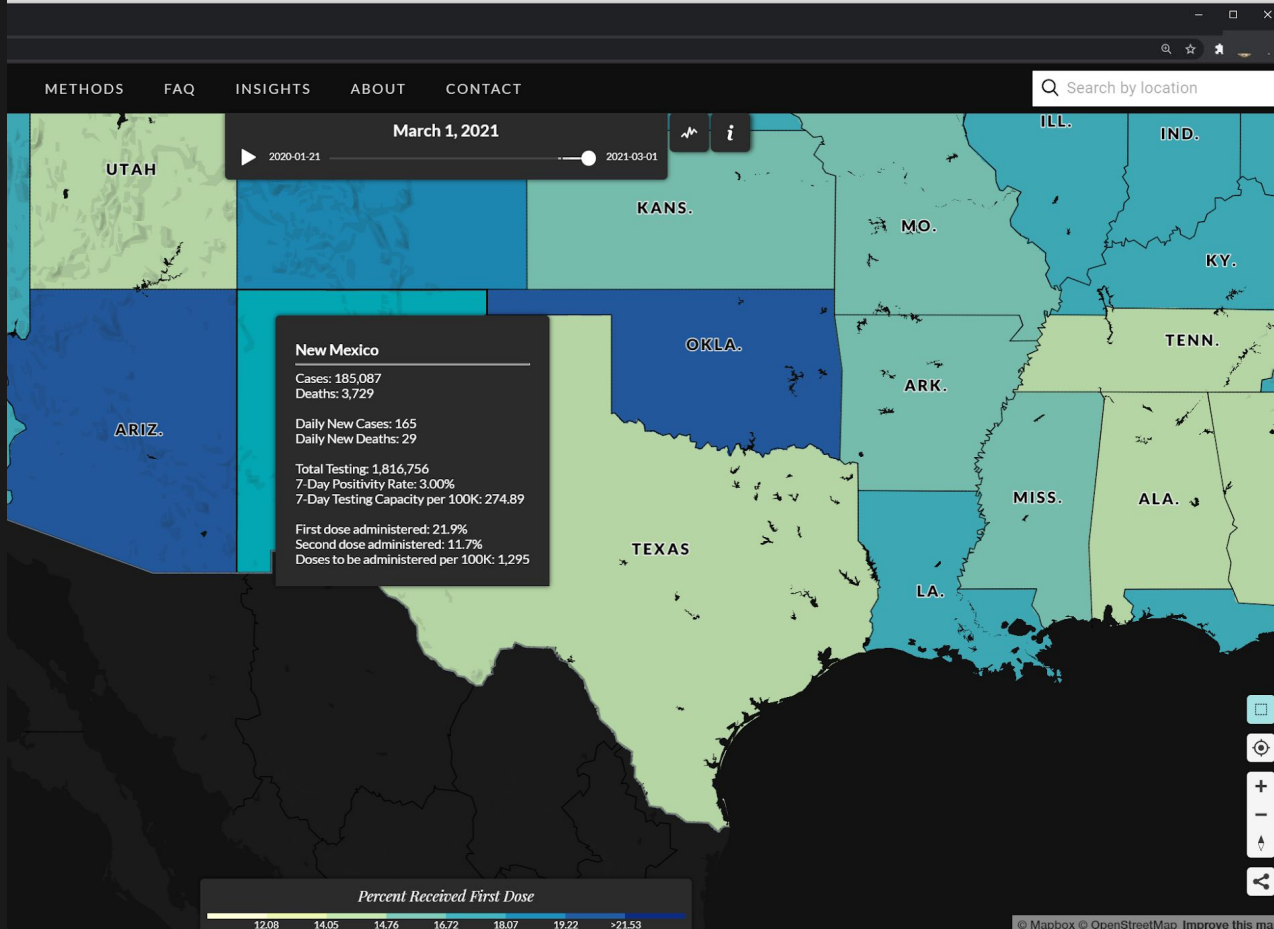 METHODS FAQ INSIGHTS ABOUT CONTACT
Search by location
March 1, 2021
2020-01-21 2021-03-01
i
ILL.
IND.
UTAH
KANS.
MO.
KY.
OKLA.
TENN.
ARK.
ARIZ.
MISS.
ALA.
TEXAS
LA.
New Mexico
Cases: 185,087
Deaths: 3,729
Daily New Cases: 165
Daily New Deaths: 29
Total Testing: 1,816,756
7-Day Positivity Rate: 3.00%
7-Day Testing Capacity per 100K: 274.89
First dose administered: 21.9%
Second dose administered: 11.7%
Doses to be administered per 100K: 1,295
Percent Received First Dose
12.08 14.05 14.76 16.72 18.07 19.22 >21.53
© Mapbox © OpenStreetMap Improve this ma